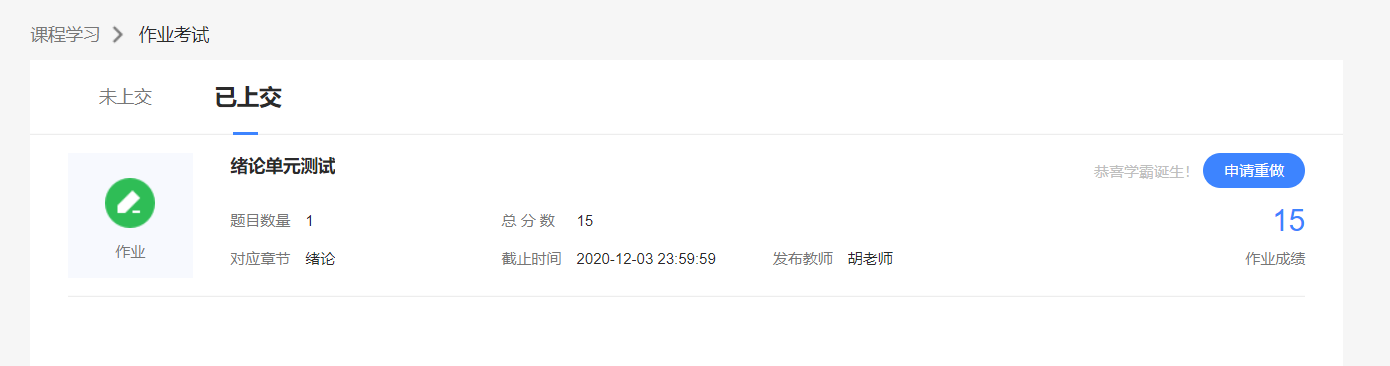 课程学习 > 作业考试
未上交 已上交
绪论单元测试
恭喜学霸诞生! 申请重做
题目数量 1 总 分 数 15
15
作业
对应章节 绪论 截止时间 2020-12-03 23:59:59 发布教师 胡老师 作业成绩